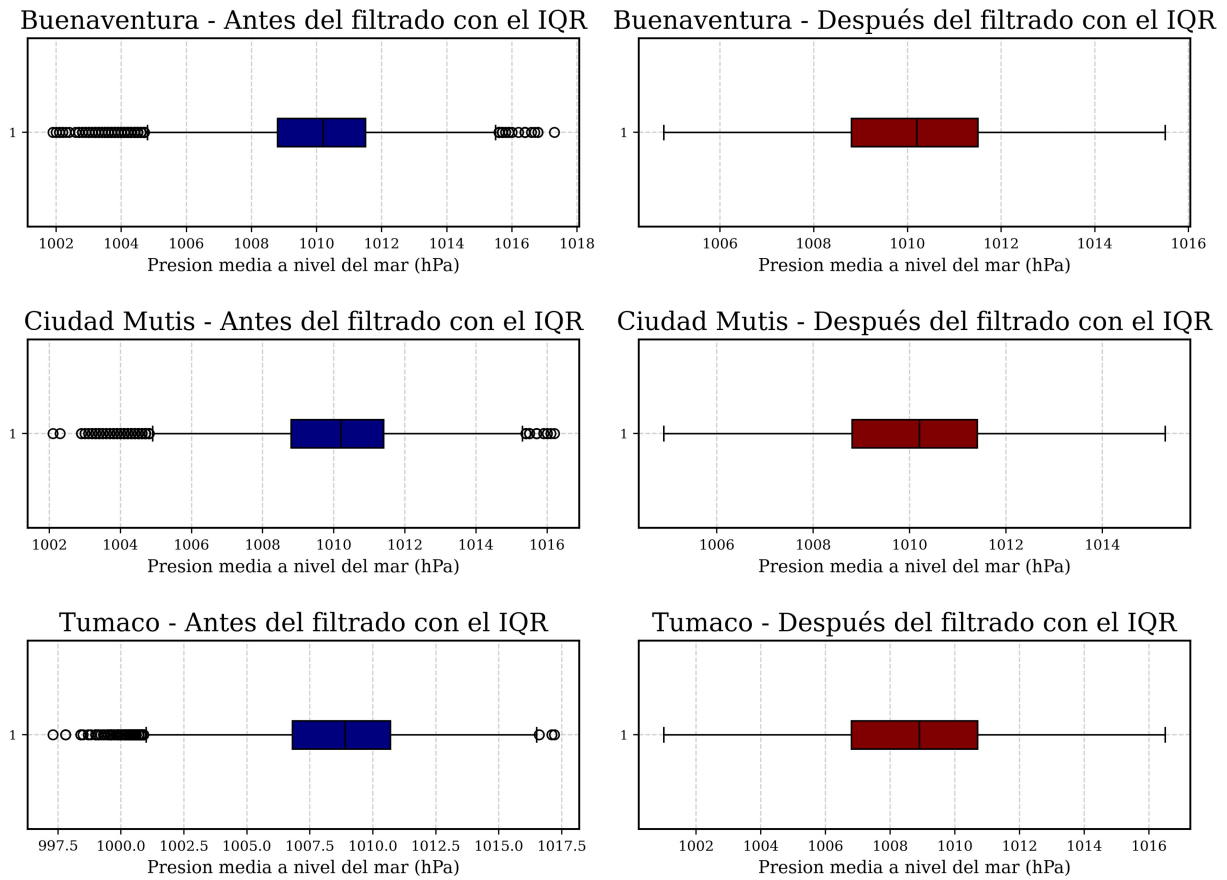 Buenaventura - Antes del filtrado con el IQR
1
1002 1004 1006 1008 1010 1012 1014 1016 1018
Presion media a nivel del mar (hPa)
Buenaventura - Después del filtrado con el IQR
1
1006 1008 1010 1012 1014 1016
Presion media a nivel del mar (hPa)
Ciudad Mutis - Antes del filtrado con el IQR
1
1002 1004 1006 1008 1010 1012 1014 1016
Presion media a nivel del mar (hPa)
Ciudad Mutis - Después del filtrado con el IQR
1
1006 1008 1010 1012 1014
Presion media a nivel del mar (hPa)
Tumaco - Antes del filtrado con el IQR
1
997.5 1000.0 1002.5 1005.0 1007.5 1010.0 1012.5 1015.0 1017.5
Presion media a nivel del mar (hPa)
Tumaco - Después del filtrado con el IQR
1
1002 1004 1006 1008 1010 1012 1014 1016
Presion media a nivel del mar (hPa)